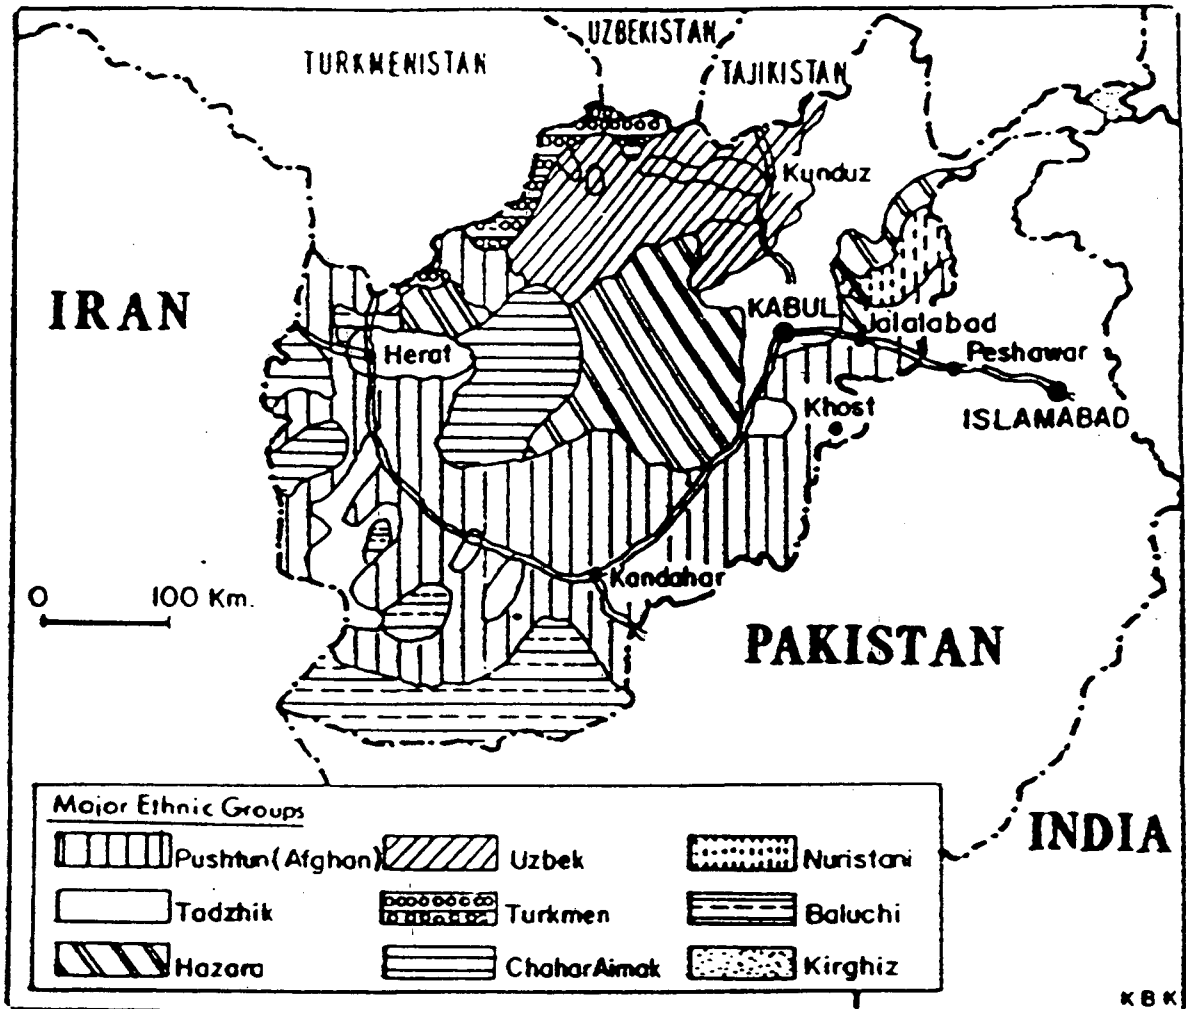 UZBEKISTAN
TURKMENISTAN
TAJIKISTAN
Kunduz
IRAN
KABUL
Jalalabad
Herat
Peshawar
Khost
ISLAMABAD
Kandahar
0 100 Km.
PAKISTAN
INDIA
Major Ethnic Groups
Pushtun(Afghan)
Uzbek
Nuristani
Tadzhik
Turkmen
Baluchi
Hazara
Chahar Aimak
Kirghiz
K B K